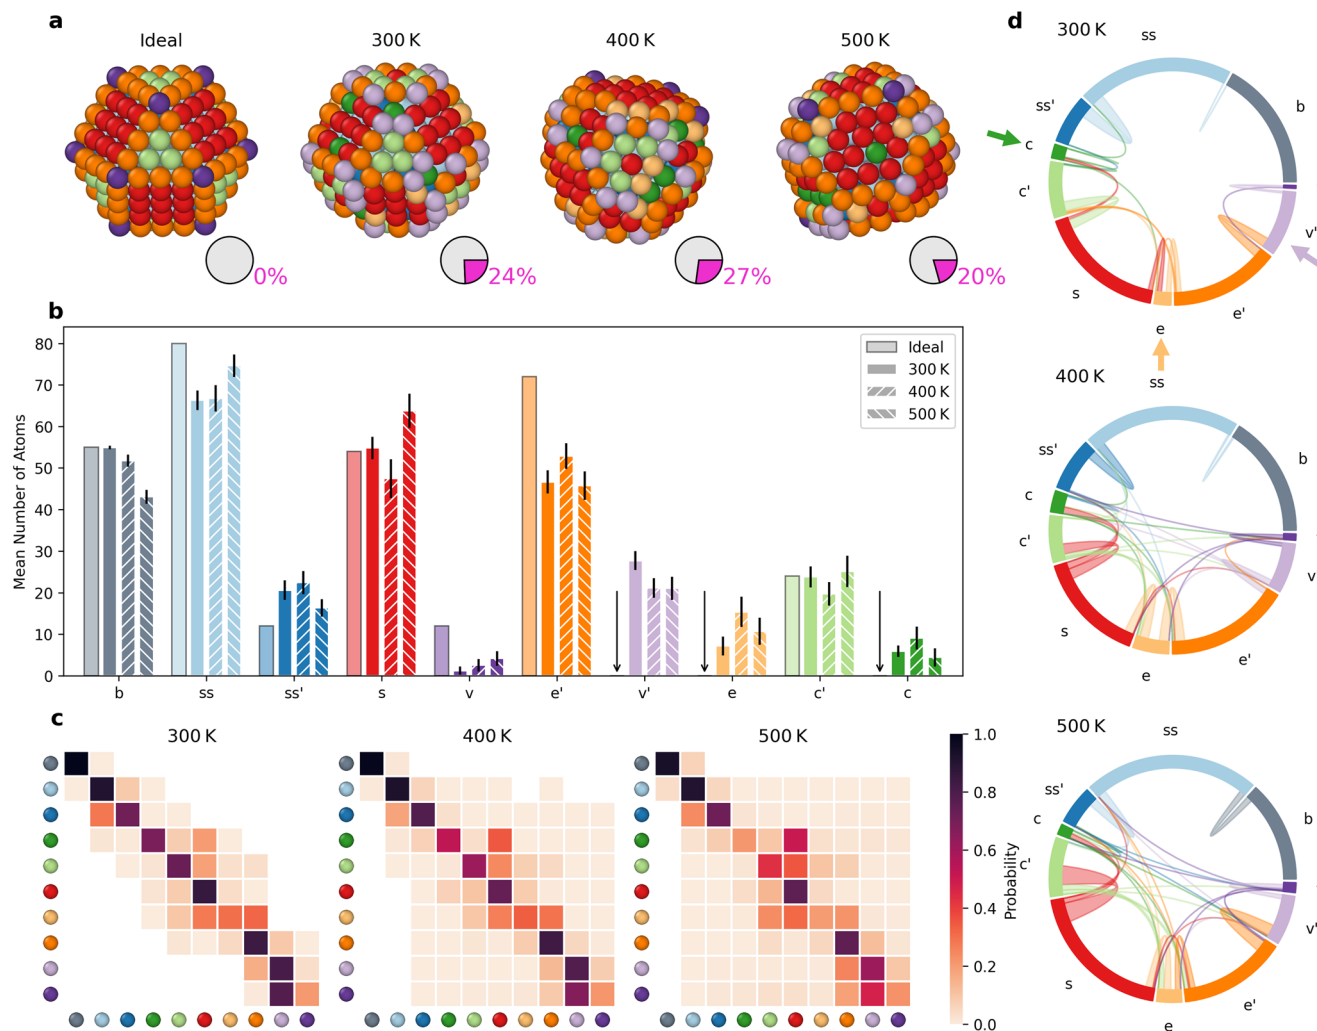 a
Ideal
300 K
400 K
500 K
0%
24%
27%
20%
b
Mean Number of Atoms
80
70
60
50
40
30
20
10
0
Ideal
300 K
400 K
500 K
b
ss
ss'
s
v
e'
v'
e
c'
c
c
300 K
400 K
500 K
1.0
0.8
0.6
0.4
0.2
0.0
Probability
d
300 K
ss
b
ss'
c
c'
v'
s
e'
e
400 K
ss
ss'
b
c
c'
v
s
e'
e
500 K
ss
ss'
b
c
c'
v'
s
e'
e